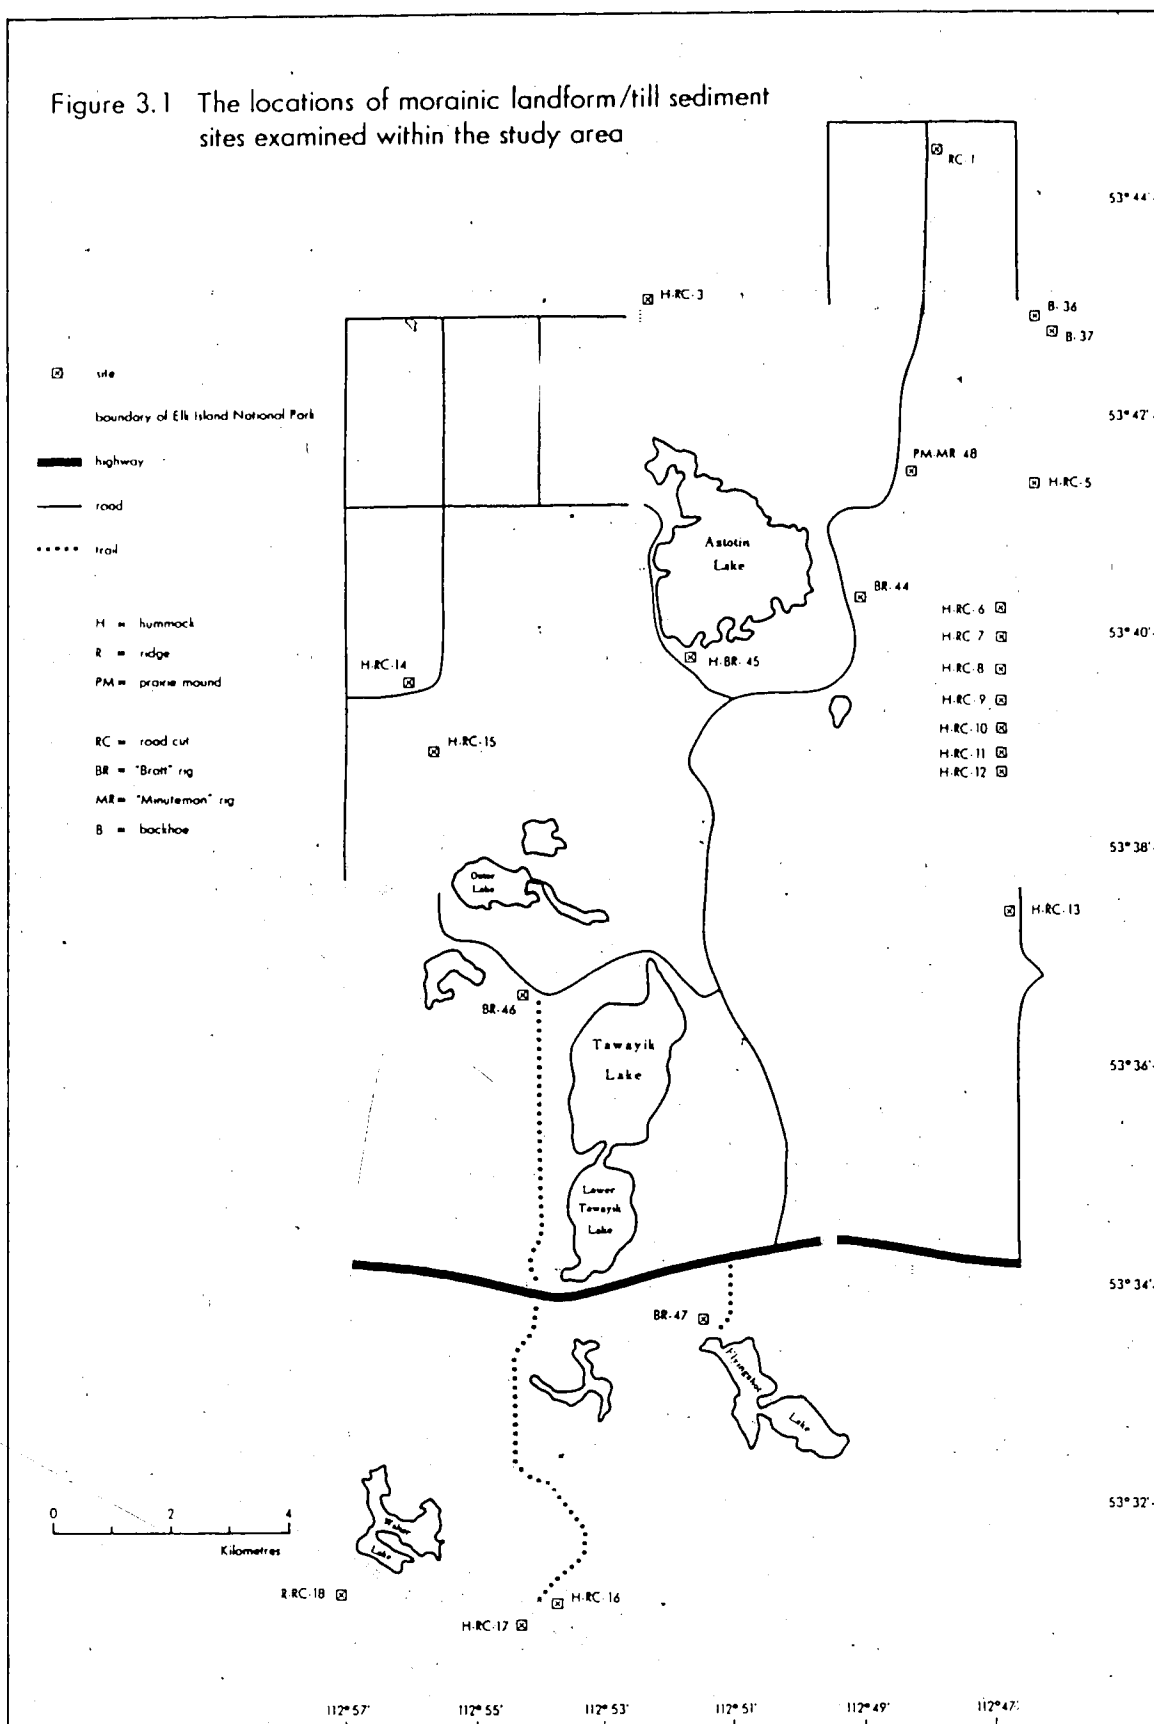 Figure 3.1 The locations of morainic landform/till sediment
sites examined within the study area
RC-1
53°44'
H-RC-3
B-36
B-37
site
boundary of Elk Island National Park
53°42'
highway
PM-MR 48
H-RC-5
road
trail
Astotin
Lake
BR-44
H-RC-6
H = hummock
R = ridge
PM = prairie mound
H-RC 7
53°40'
H-BR-45
H-RC-14
H-RC-8
H-RC-9
H-RC-10
RC = road cut
BR = "Bratt" rig
MR = "Minuteman" rig
B = backhoe
H-RC-15
H-RC-11
H-RC-12
53°38'
Oster
Lake
H-RC-13
BR-46
Tawayik
Lake
53°36'
Lower
Tawayik
Lake
53°34'
BR-47
Flyingshot
Lake
53°32'
0 2 4
Kilometres
Lake
R-RC-18
H-RC-16
H-RC-17
112°57' 112°55' 112°53' 112°51' 112°49' 112°47'